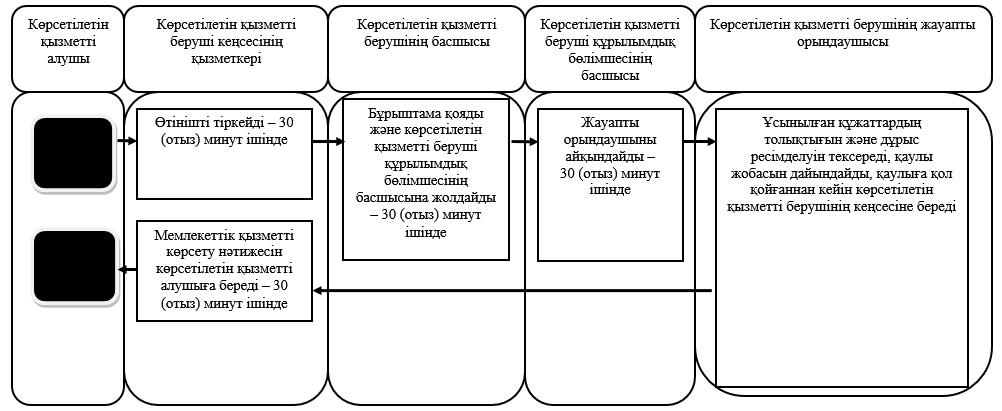 Көрсетілетін
қызметті
алушы
Көрсетілетін қызметті
беруші кеңсесінің
қызметкері
Көрсетілетін қызметті
берушінің басшысы
Көрсетілетін қызметті
беруші құрылымдық
бөлімшесінің
басшысы
Көрсетілетін қызметті берушінің жауапты
орындаушысы
Өтінішті тіркейді – 30
(отыз) минут ішінде
Бұрыштама қояды
және көрсетілетін
қызметті беруші
құрылымдық
бөлімшесінің
басшысына жолдайды
– 30 (отыз) минут
ішінде
Жауапты
орындаушыны
айқындайды –
30 (отыз) минут
ішінде
Ұсынылған құжаттардың
толықтығын және дұрыс
ресімделуін тексереді, қаулы
жобасын дайындайды, қаулыға қол
қойғаннан кейін көрсетілетін
қызметті берушінің кеңсесіне береді
Мемлекеттік қызметті
көрсету нәтижесін
көрсетілетін қызметті
алушыға береді – 30
(отыз) минут ішінде